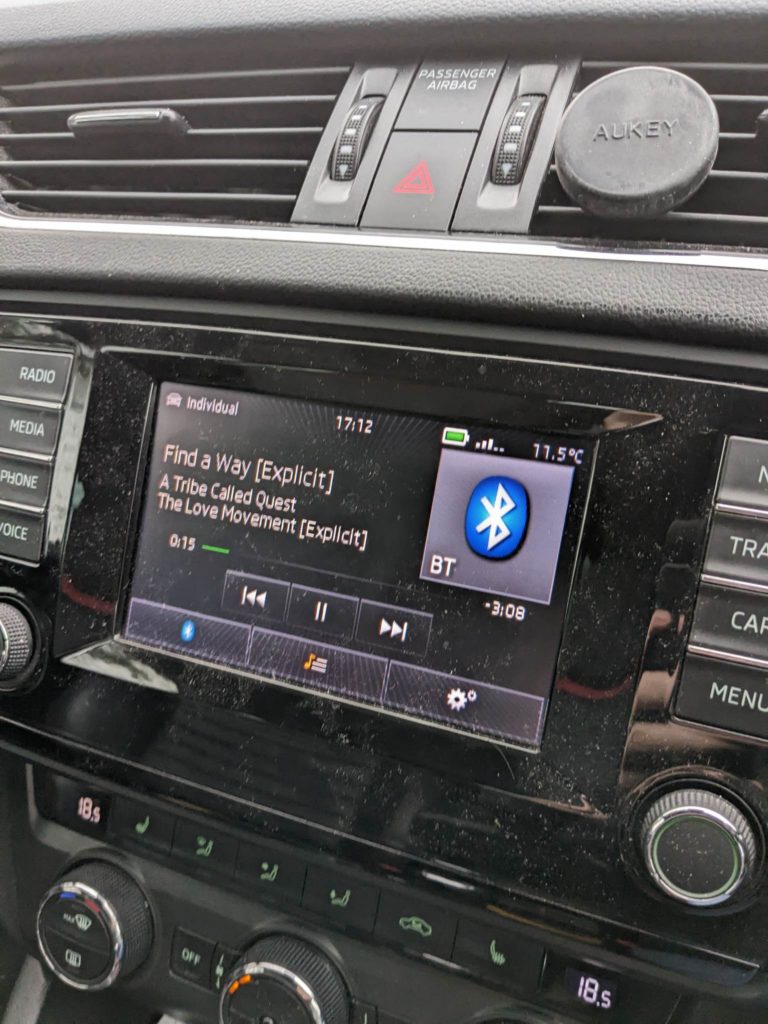 PASSENGER
AIRBAG
AUKEY
RADIO
MEDIA
PHONE
VOICE
Individual
17:12
11.5°C
Find a Way [Explicit]
A Tribe Called Quest
The Love Movement [Explicit]
0:15
BT
-3:08
TRA
CAR
MENU
18.5
MAX
OFF
18.5